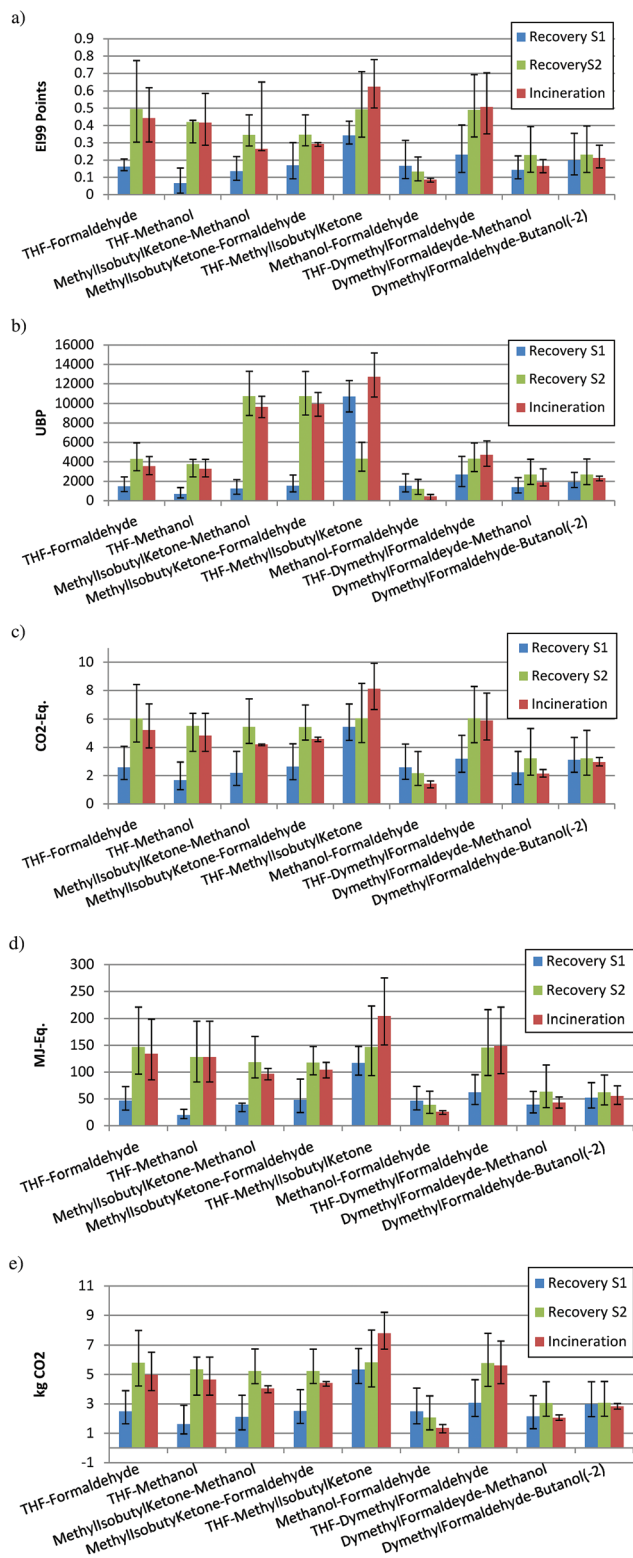 a)
EI99 Points
0.9
0.8
0.7
0.6
0.5
0.4
0.3
0.2
0.1
0
Recovery S1
RecoveryS2
Incineration
THF-Formaldehyde
THF-Methanol
MethylIsobutylKetone-Methanol
MethylIsobutyKetone-Formaldehyde
THF-MethylIsobutylKetone
Methanol-Formaldehyde
THF-DymethylFormaldehyde
DymethylFormaldeyde-Methanol
DymethylFormaldehyde-Butanol(-2)
b)
UBP
16000
14000
12000
10000
8000
6000
4000
2000
0
Recovery S1
Recovery S2
Incineration
THF-Formaldehyde
THF-Methanol
MethylIsobutylKetone-Methanol
MethylIsobutyKetone-Formaldehyde
THF-MethylIsobutylKetone
Methanol-Formaldehyde
THF-DymethylFormaldehyde
DymethylFormaldeyde-Methanol
DymethylFormaldehyde-Butanol(-2)
c)
CO2-Eq.
10
8
6
4
2
0
Recovery S1
Recovery S2
Incineration
THF-Formaldehyde
THF-Methanol
MethylIsobutylKetone-Methanol
MethylIsobutyKetone-Formaldehyde
THF-MethylIsobutylKetone
Methanol-Formaldehyde
THF-DymethylFormaldehyde
DymethylFormaldeyde-Methanol
DymethylFormaldehyde-Butanol(-2)
d)
MJ-Eq.
300
250
200
150
100
50
0
Recovery S1
Recovery S2
Incineration
THF-Formaldehyde
THF-Methanol
MethylIsobutylKetone-Methanol
MethylIsobutyKetone-Formaldehyde
THF-MethylIsobutylKetone
Methanol-Formaldehyde
THF-DymethylFormaldehyde
DymethylFormaldeyde-Methanol
DymethylFormaldehyde-Butanol(-2)
e)
kg CO2
11
9
7
5
3
1
-1
Recovery S1
Recovery S2
Incineration
THF-Formaldehyde
THF-Methanol
MethylIsobutylKetone-Methanol
MethylIsobutyKetone-Formaldehyde
THF-MethylIsobutylKetone
Methanol-Formaldehyde
THF-DymethylFormaldehyde
DymethylFormaldeyde-Methanol
DymethylFormaldehyde-Butanol(-2)